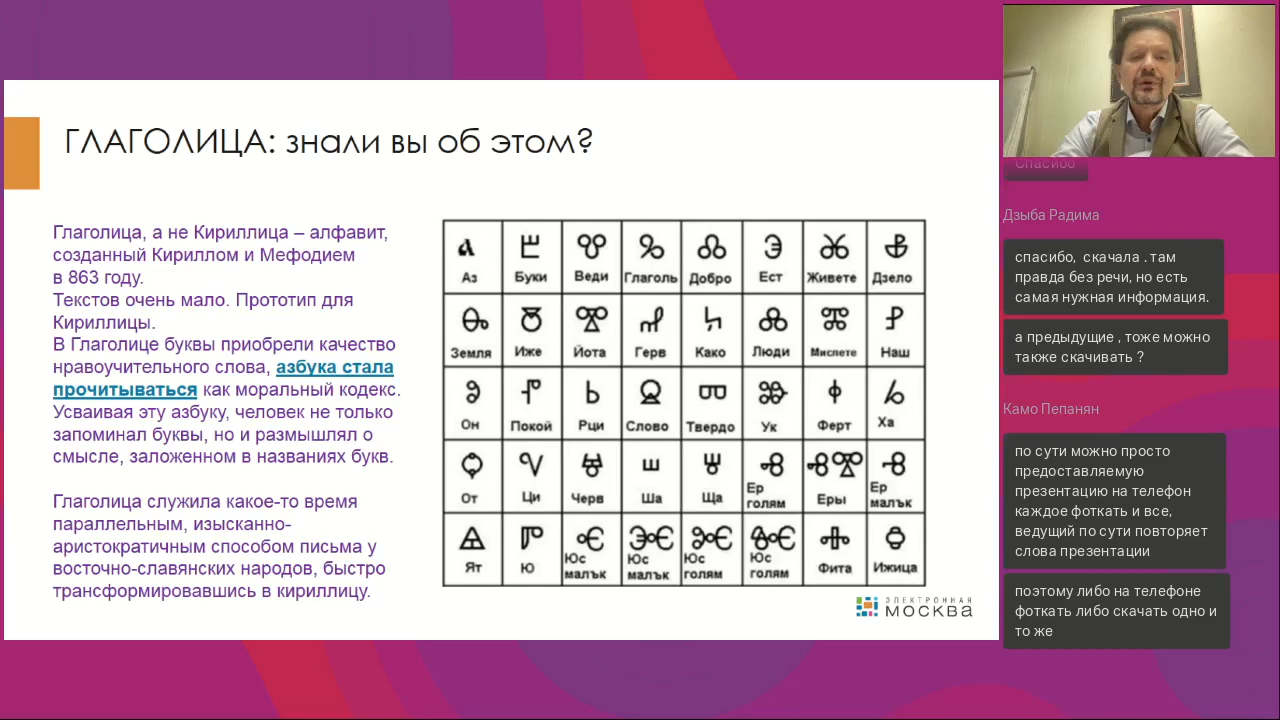 ГЛАГОЛИЦА: знали вы об этом?
Глаголица, а не Кириллица – алфавит,
созданный Кириллом и Мефодием
в 863 году.
Текстов очень мало. Прототип для
Кириллицы.
В Глаголице буквы приобрели качество
нравоучительного слова, азбука стала
прочитываться как моральный кодекс.
Усваивая эту азбуку, человек не только
запоминал буквы, но и размышлял о
смысле, заложенном в названиях букв.
Глаголица служила какое-то время
параллельным, изысканно-
аристократичным способом письма у
восточно-славянских народов, быстро
трансформировавшись в кириллицу.
Аз Буки Веди Глаголь Добро Ест Живете Дзело
Земля Иже Йота Герв Како Люди Мислете Наш
Он Покой Рци Слово Твердо Ук Ферт Ха
От Ци Черв Ша Ща Ер голям Еры Ер малък
Ят Ю Юс малък Юс малък Юс голям Юс голям Фита Ижица
ЭЛЕКТРОННАЯ
МОСКВА
Спасибо
Дзыба Радима
спасибо, скачала . там
правда без речи, но есть
самая нужная информация.
а предыдущие , тоже можно
также скачивать ?
Камо Пепанян
по сути можно просто
предоставляемую
презентацию на телефон
каждое фоткать и все,
ведущий по сути повторяет
слова презентации
поэтому либо на телефоне
фоткать либо скачать одно и
то же